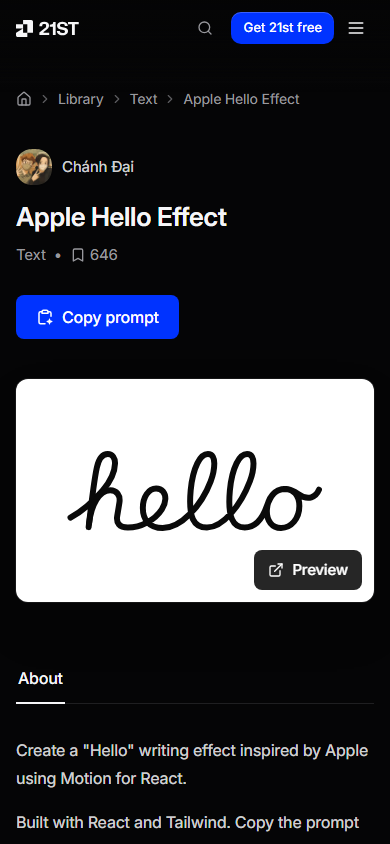 21ST
Get 21st free
Library > Text > Apple Hello Effect
Chánh Đại
Apple Hello Effect
Text • 646
Copy prompt
hello
Preview
About
Create a "Hello" writing effect inspired by Apple
using Motion for React.
Built with React and Tailwind. Copy the prompt